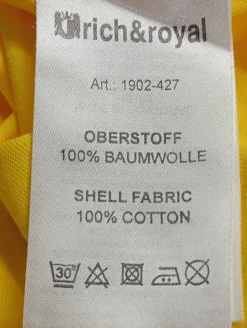 rich&royal
Art.: 1902-427
OBERSTOFF
100% BAUMWOLLE
SHELL FABRIC
100% COTTON
30°